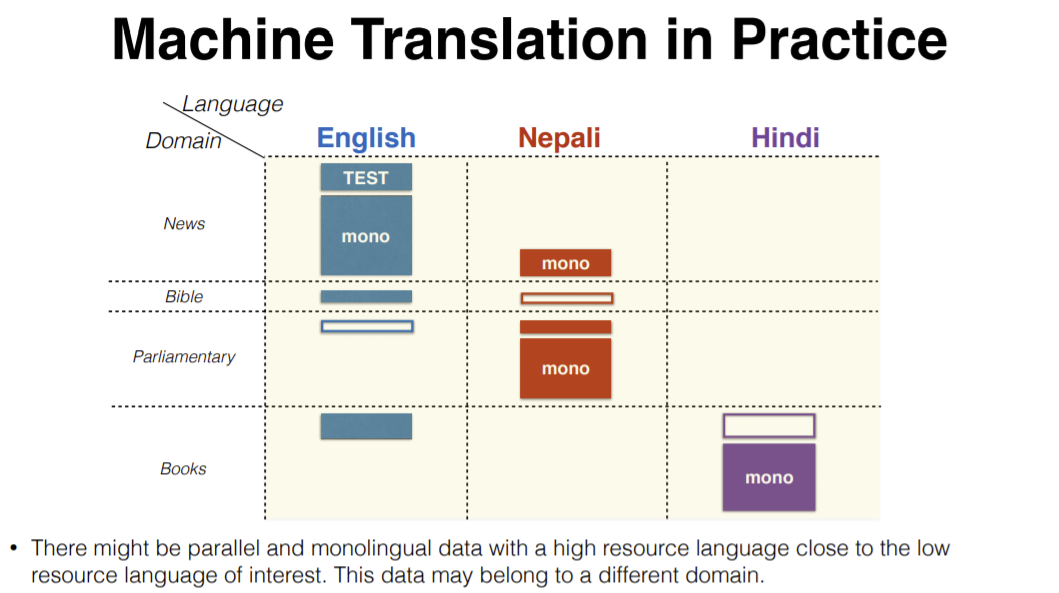 Machine Translation in Practice
Language
Domain
English Nepali Hindi
TEST
News
mono
mono
Bible
Parliamentary
mono
Books
mono
• There might be parallel and monolingual data with a high resource language close to the low
resource language of interest. This data may belong to a different domain.